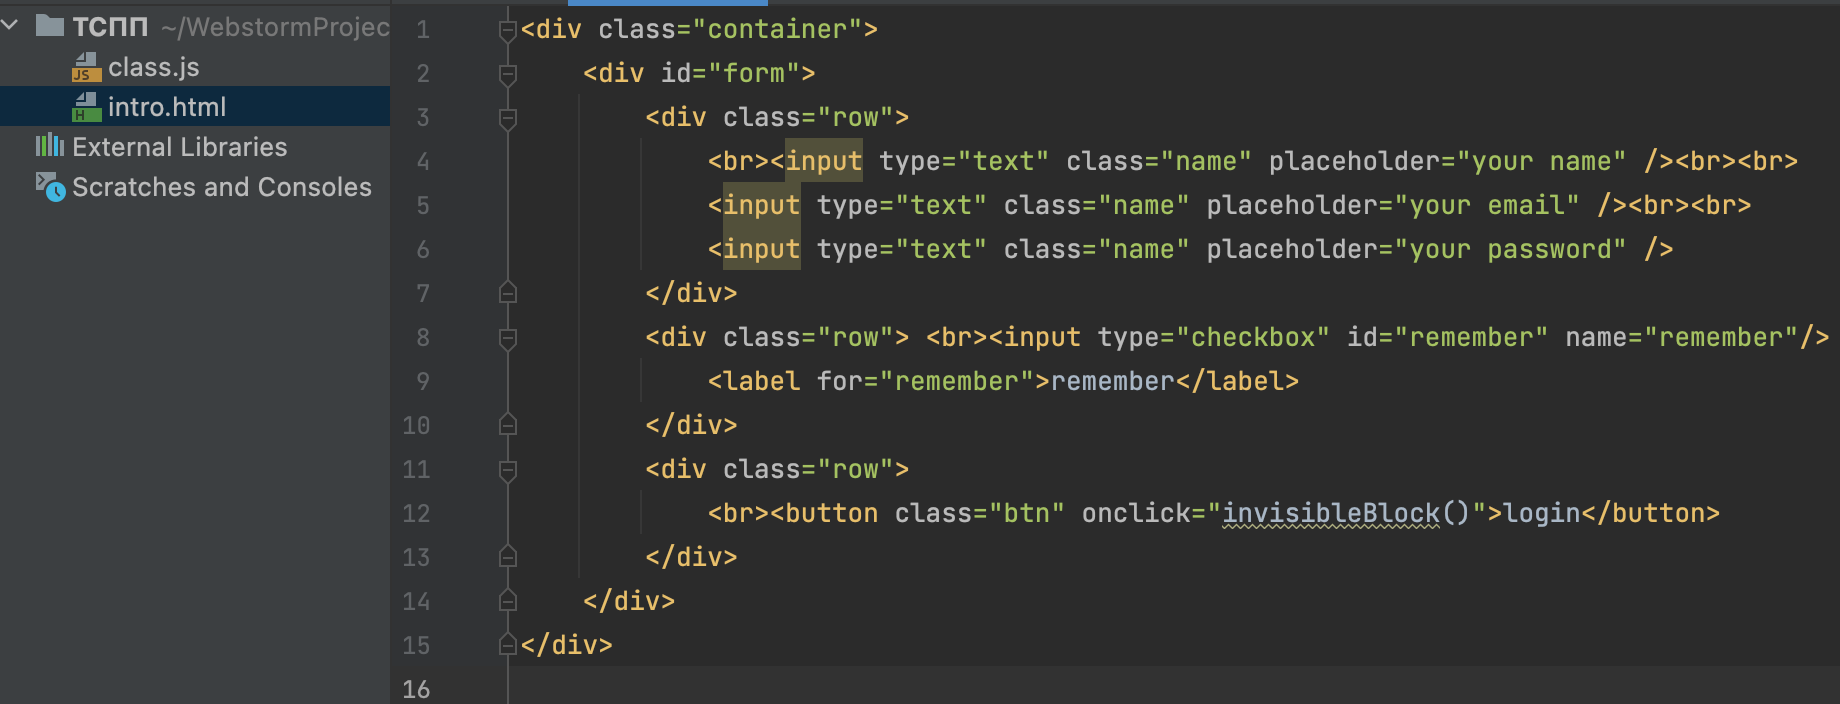 ТСПП ~/WebstormProjec
class.js
intro.html
External Libraries
Scratches and Consoles
1 <div class="container">
2 <div id="form">
3 <div class="row">
4 <br><input type="text" class="name" placeholder="your name" /><br><br>
5 <input type="text" class="name" placeholder="your email" /><br><br>
6 <input type="text" class="name" placeholder="your password" />
7 </div>
8 <div class="row"> <br><input type="checkbox" id="remember" name="remember"/>
9 <label for="remember">remember</label>
10 </div>
11 <div class="row">
12 <br><button class="btn" onclick="invisibleBlock()">login</button>
13 </div>
14 </div>
15 </div>
16